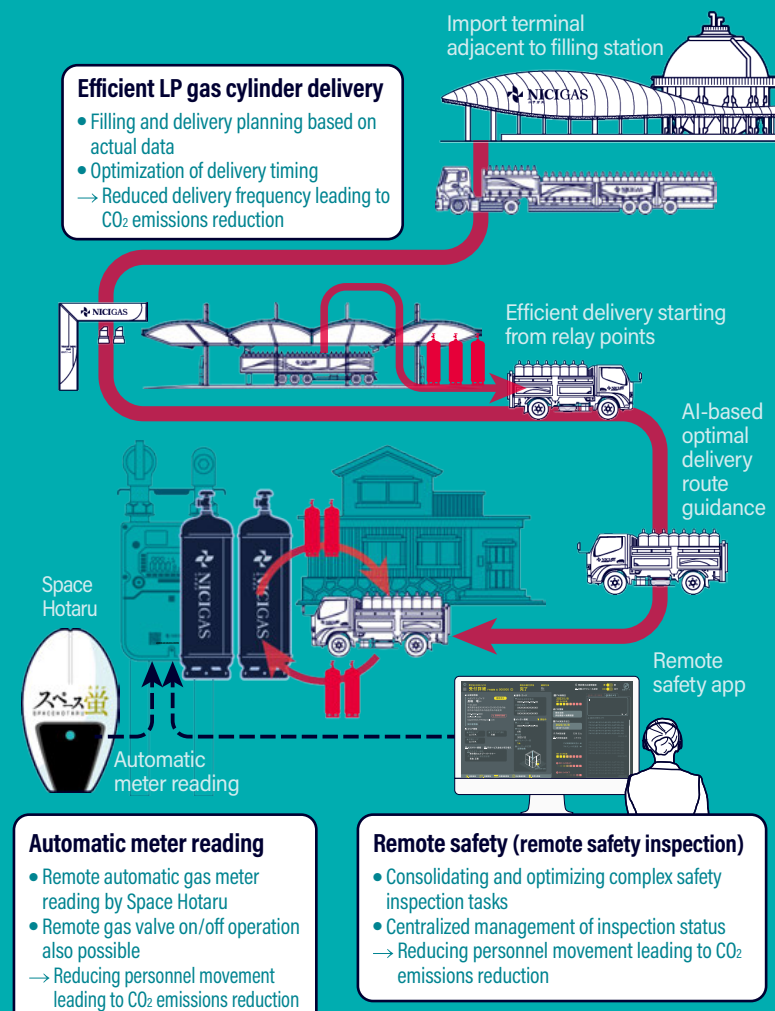 Import terminal
adjacent to filling station
NICIGAS
Efficient LP gas cylinder delivery
• Filling and delivery planning based on
actual data
• Optimization of delivery timing
→ Reduced delivery frequency leading to
CO₂ emissions reduction
NICIGAS
NICIGAS
Efficient delivery starting
from relay points
AI-based
optimal
delivery
route
guidance
NICIGAS
NICIGAS
Space
Hotaru
スペース蛍
SPACEHOTARU
Remote
safety app
Automatic
meter reading
Automatic meter reading
• Remote automatic gas meter
reading by Space Hotaru
• Remote gas valve on/off operation
also possible
→ Reducing personnel movement
leading to CO₂ emissions reduction
Remote safety (remote safety inspection)
• Consolidating and optimizing complex safety
inspection tasks
• Centralized management of inspection status
→ Reducing personnel movement leading to CO₂
emissions reduction